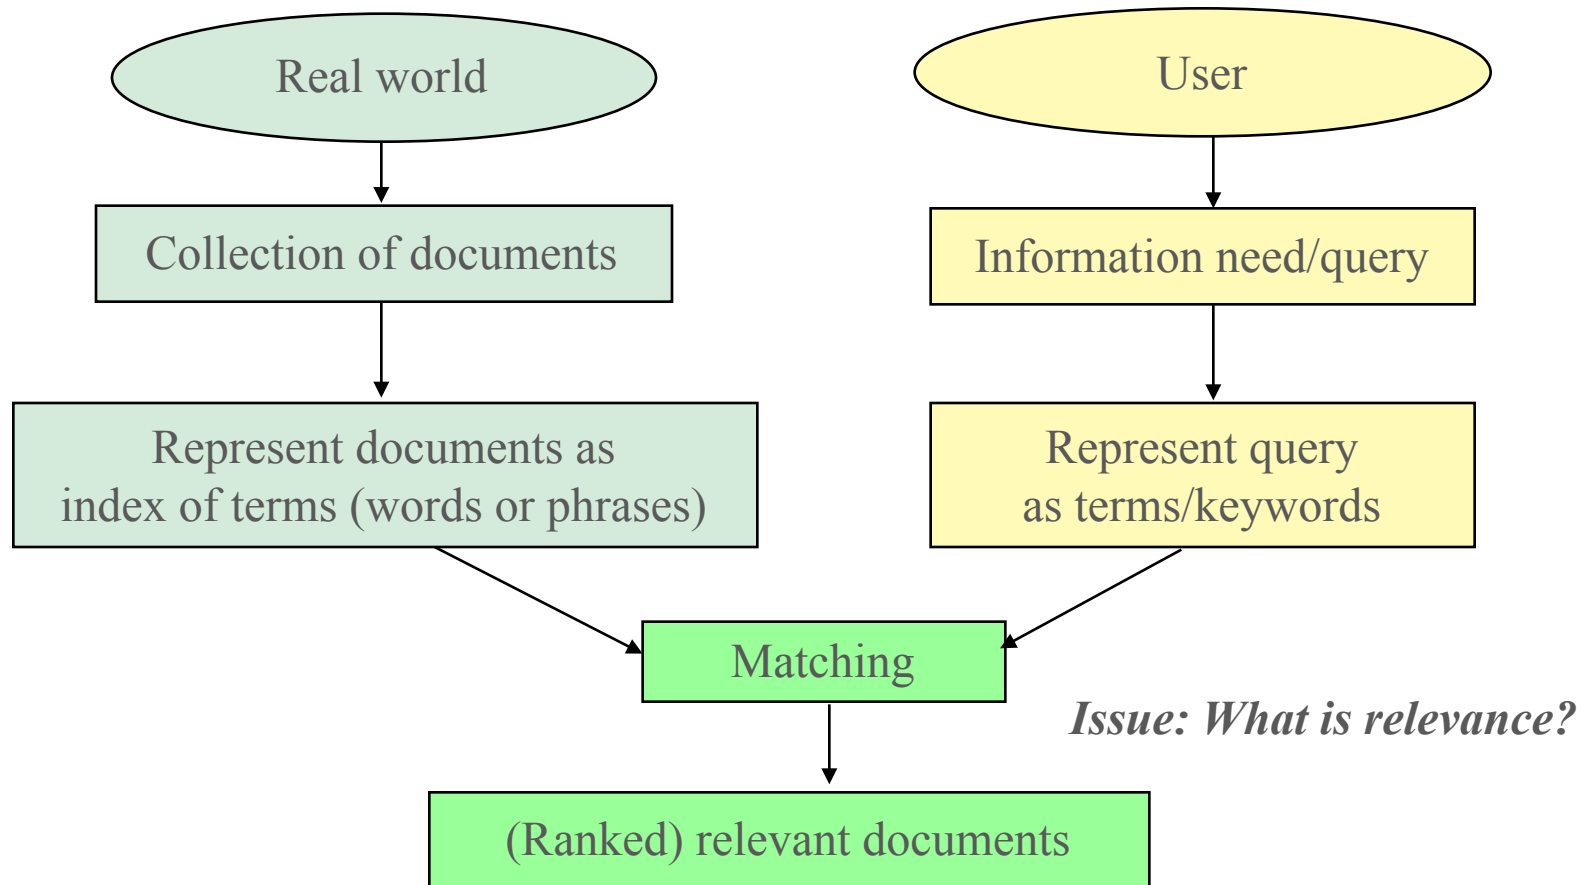 Real world
User
Collection of documents
Information need/query
Represent documents as
index of terms (words or phrases)
Represent query
as terms/keywords
Matching
Issue: What is relevance?
(Ranked) relevant documents